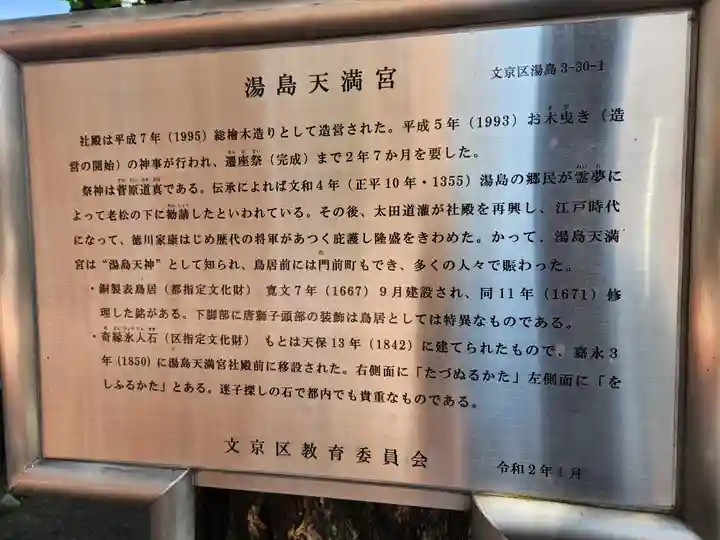 湯島天満宮
文京区湯島3-30-1
社殿は平成7年（1995）総檜木造りとして造営された。平成5年（1993）お木曳き（造
営の開始）の神事が行われ、遷座祭（完成）まで2年7か月を要した。
祭神は菅原道真である。伝承によれば文和4年（正平10年・1355）湯島の郷民が霊夢に
よって老松の下に勧請したといわれている。その後、太田道灌が社殿を再興し、江戸時代
になって、徳川家康はじめ歴代の将軍があつく庇護し隆盛をきわめた。かって、湯島天満
宮は“湯島天神”として知られ、鳥居前には門前町もでき、多くの人々で賑わった。
・銅製表鳥居（都指定文化財） 寛文7年（1667）9月建設され、同11年（1671）修
理した銘がある。下脚部に唐獅子頭部の装飾は鳥居としては特異なものである。
・奇縁氷人石（区指定文化財） もとは天保13年（1842）に建てられたもので、嘉永3
年（1850）に湯島天満宮社殿前に移設された。右側面に「たづぬるかた」左側面に「を
しふるかた」とある。迷子探しの石で都内でも貴重なものである。
文京区教育委員会
令和2年1月